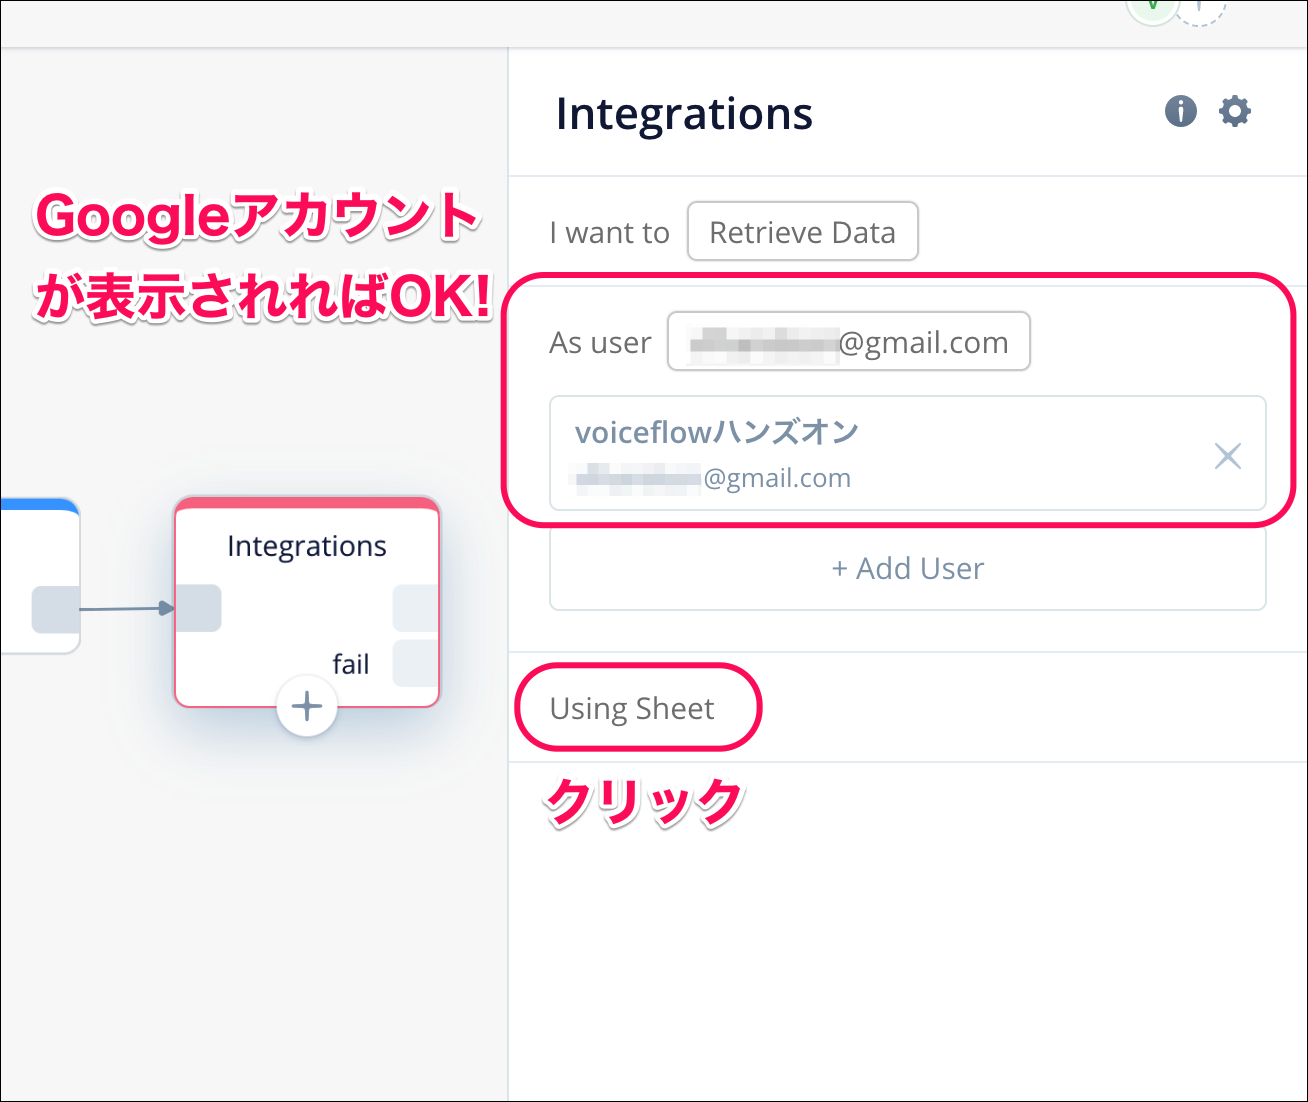 Integrations
Googleアカウント
が表示されればOK!
I want to Retrieve Data
As user @gmail.com
voiceflowハンズオン
@gmail.com
+ Add User
Integrations
fail
Using Sheet
クリック